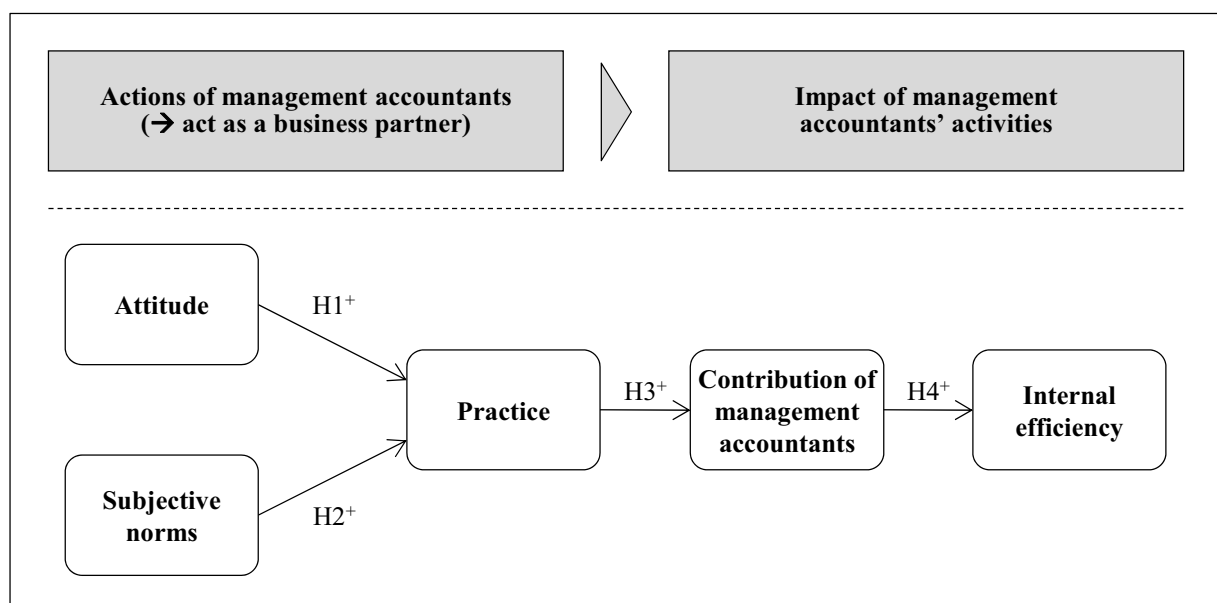 Actions of management accountants
(➔ act as a business partner)
Impact of management
accountants’ activities
Attitude
H1⁺
Subjective
norms
H2⁺
Practice
H3⁺
Contribution of
management
accountants
H4⁺
Internal
efficiency